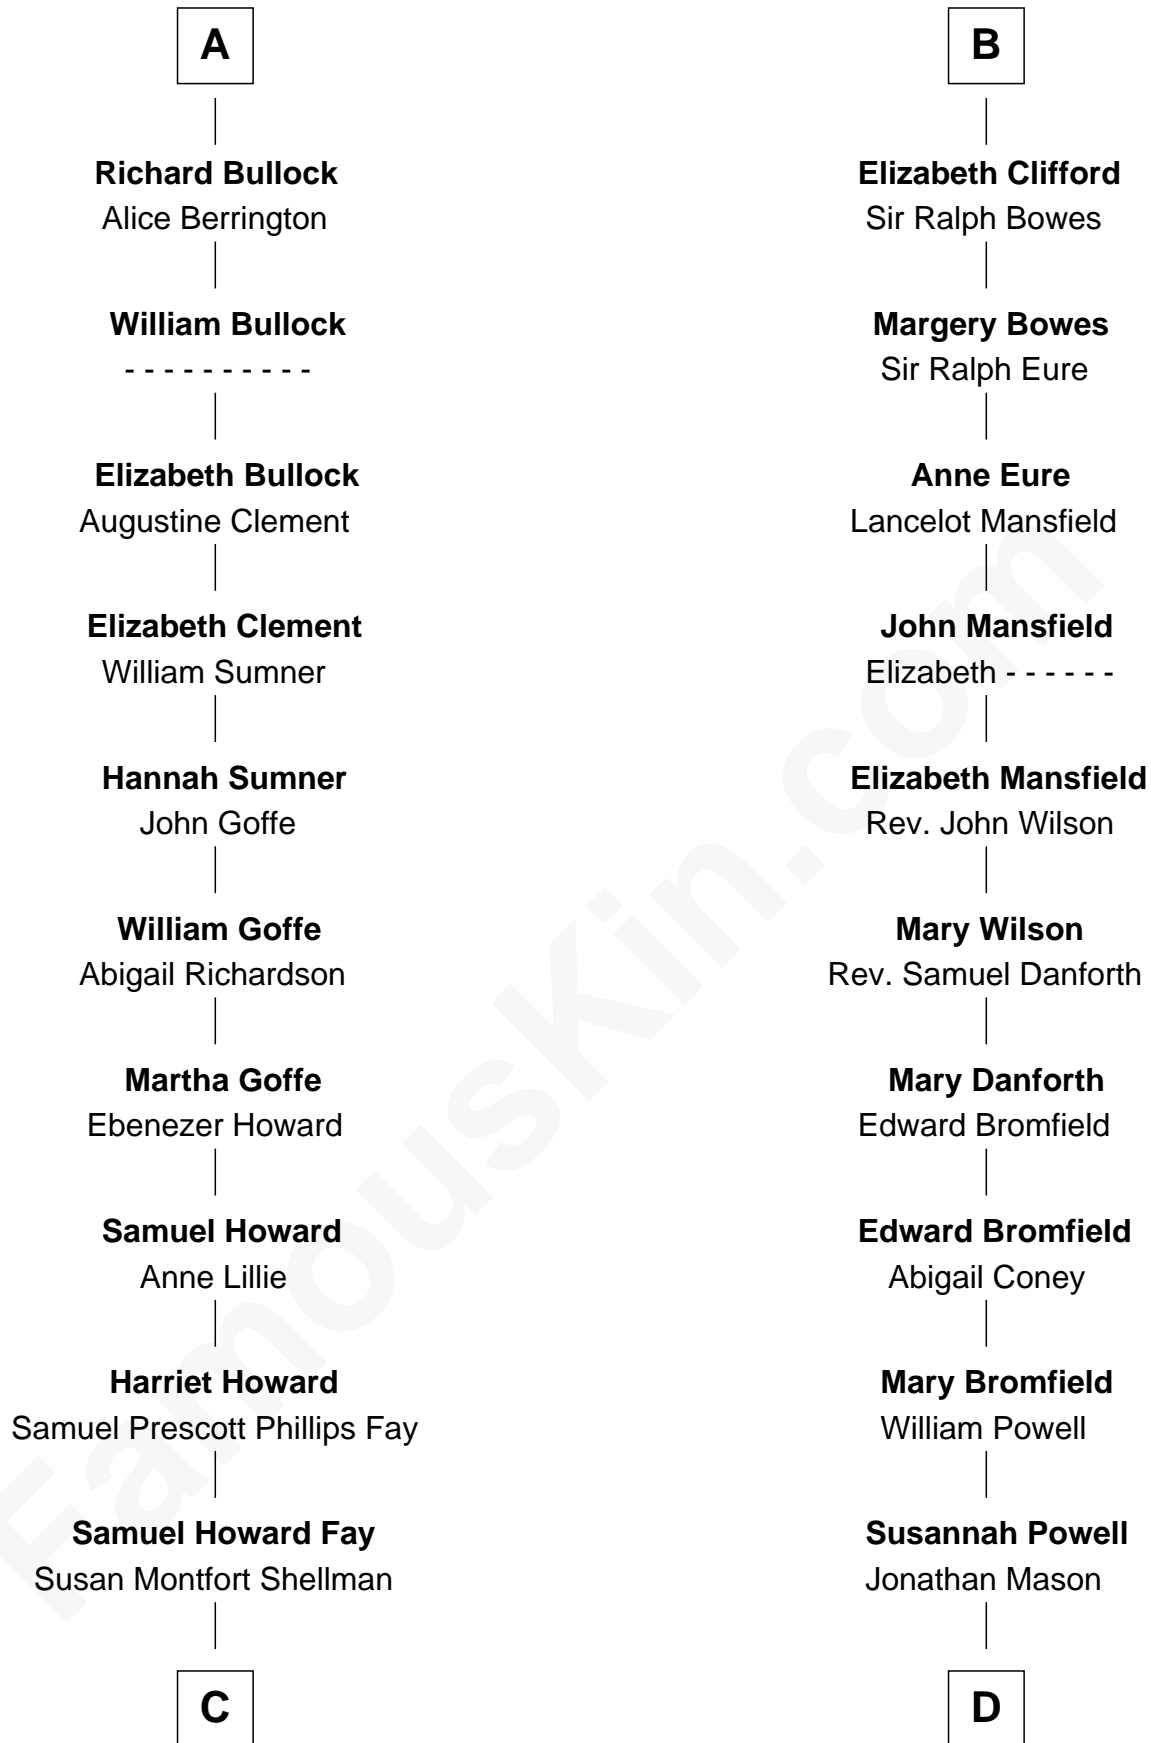 A
Richard Bullock
Alice Berrington
William Bullock
- - - - - - - - - -
Elizabeth Bullock
Augustine Clement
Elizabeth Clement
William Sumner
Hannah Sumner
John Goffe
William Goffe
Abigail Richardson
Martha Goffe
Ebenezer Howard
Samuel Howard
Anne Lillie
Harriet Howard
Samuel Prescott Phillips Fay
Samuel Howard Fay
Susan Montfort Shellman
C
B
Elizabeth Clifford
Sir Ralph Bowes
Margery Bowes
Sir Ralph Eure
Anne Eure
Lancelot Mansfield
John Mansfield
Elizabeth - - - - - -
Elizabeth Mansfield
Rev. John Wilson
Mary Wilson
Rev. Samuel Danforth
Mary Danforth
Edward Bromfield
Edward Bromfield
Abigail Coney
Mary Bromfield
William Powell
Susannah Powell
Jonathan Mason
D
FamousKin.com